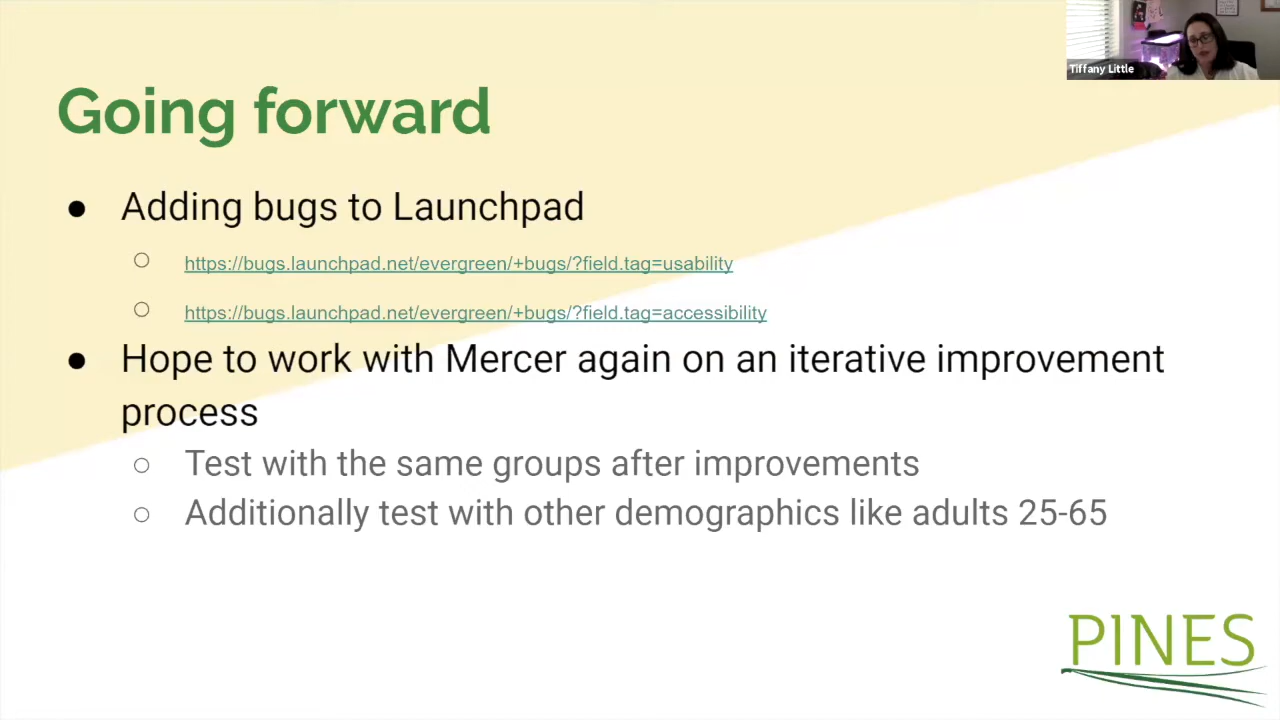 Tiffany Little
Going forward
● Adding bugs to Launchpad
○ https://bugs.launchpad.net/evergreen/+bugs/?field.tag=usability
○ https://bugs.launchpad.net/evergreen/+bugs/?field.tag=accessibility
● Hope to work with Mercer again on an iterative improvement
process
○ Test with the same groups after improvements
○ Additionally test with other demographics like adults 25-65
PINES